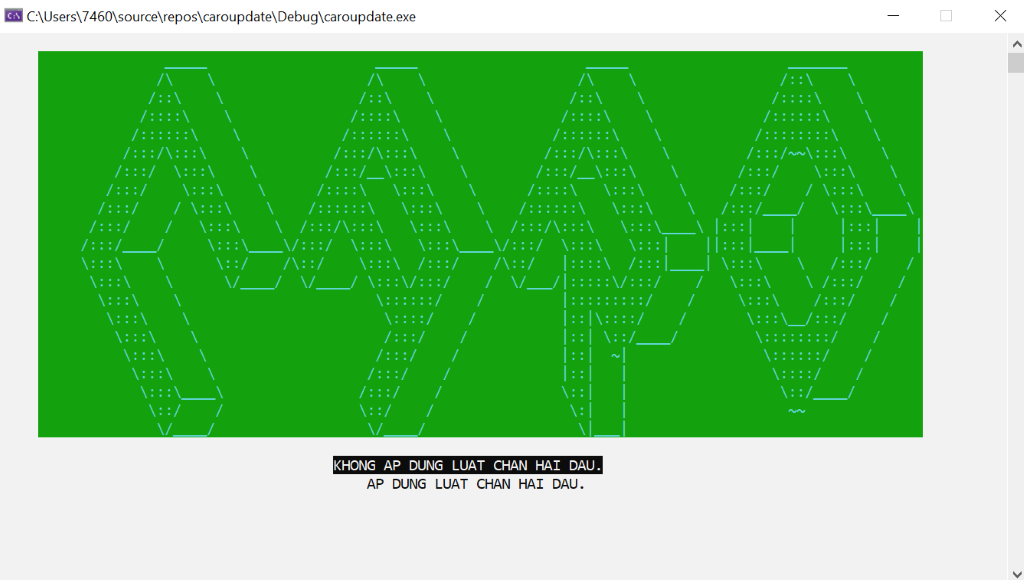 C:\Users\7460\source\repos\caroupdate\Debug\caroupdate.exe
CARO
KHONG AP DUNG LUAT CHAN HAI DAU.
AP DUNG LUAT CHAN HAI DAU.